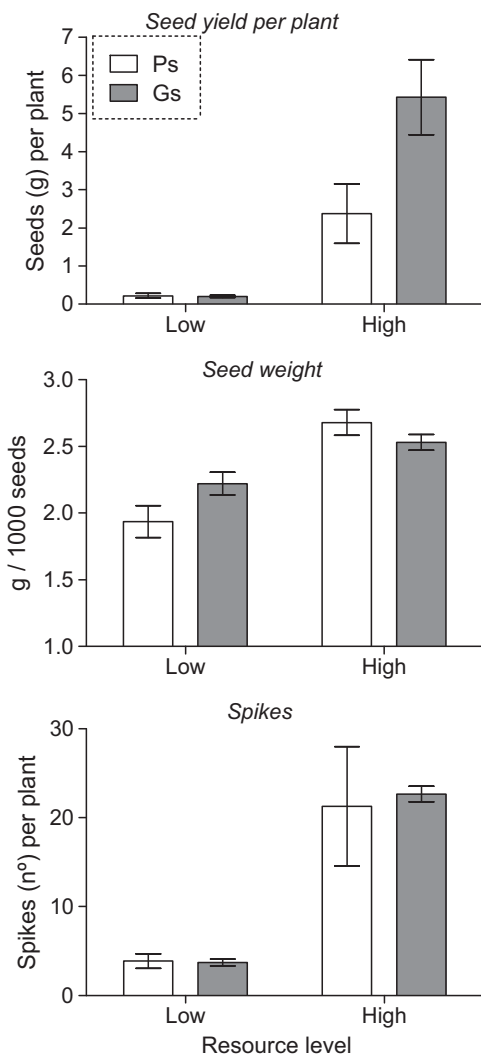 Seed yield per plant
7
6
5
4
3
2
1
0
Seeds (g) per plant
Ps
Gs
Low High
Seed weight
3.0
2.5
2.0
1.5
1.0
g / 1000 seeds
Low High
Spikes
30
20
10
0
Spikes (nº) per plant
Low High
Resource level